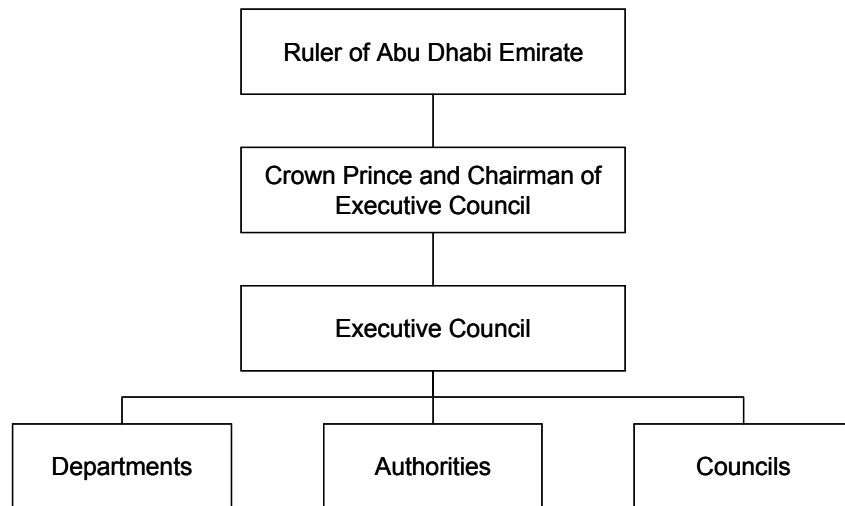 Ruler of Abu Dhabi Emirate
Crown Prince and Chairman of
Executive Council
Executive Council
Departments
Authorities
Councils